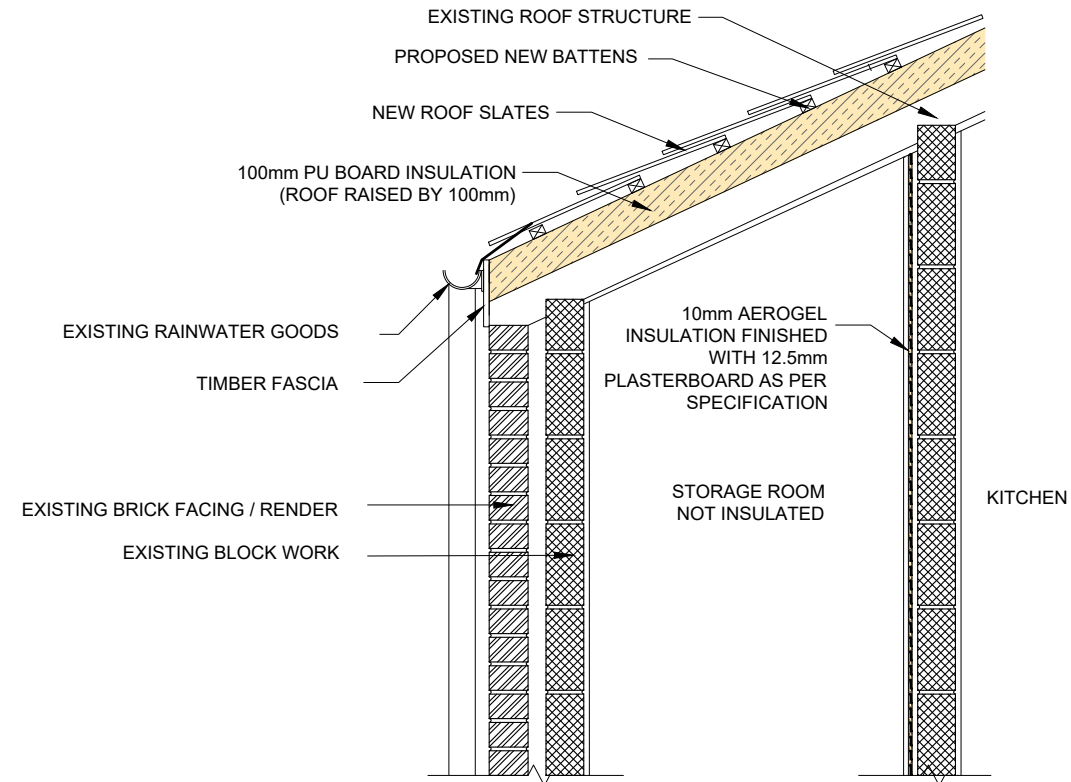 EXISTING ROOF STRUCTURE
PROPOSED NEW BATTENS
NEW ROOF SLATES
100mm PU BOARD INSULATION
(ROOF RAISED BY 100mm)
EXISTING RAINWATER GOODS
TIMBER FASCIA
10mm AEROGEL
INSULATION FINISHED
WITH 12.5mm
PLASTERBOARD AS PER
SPECIFICATION
EXISTING BRICK FACING / RENDER
EXISTING BLOCK WORK
STORAGE ROOM
NOT INSULATED
KITCHEN